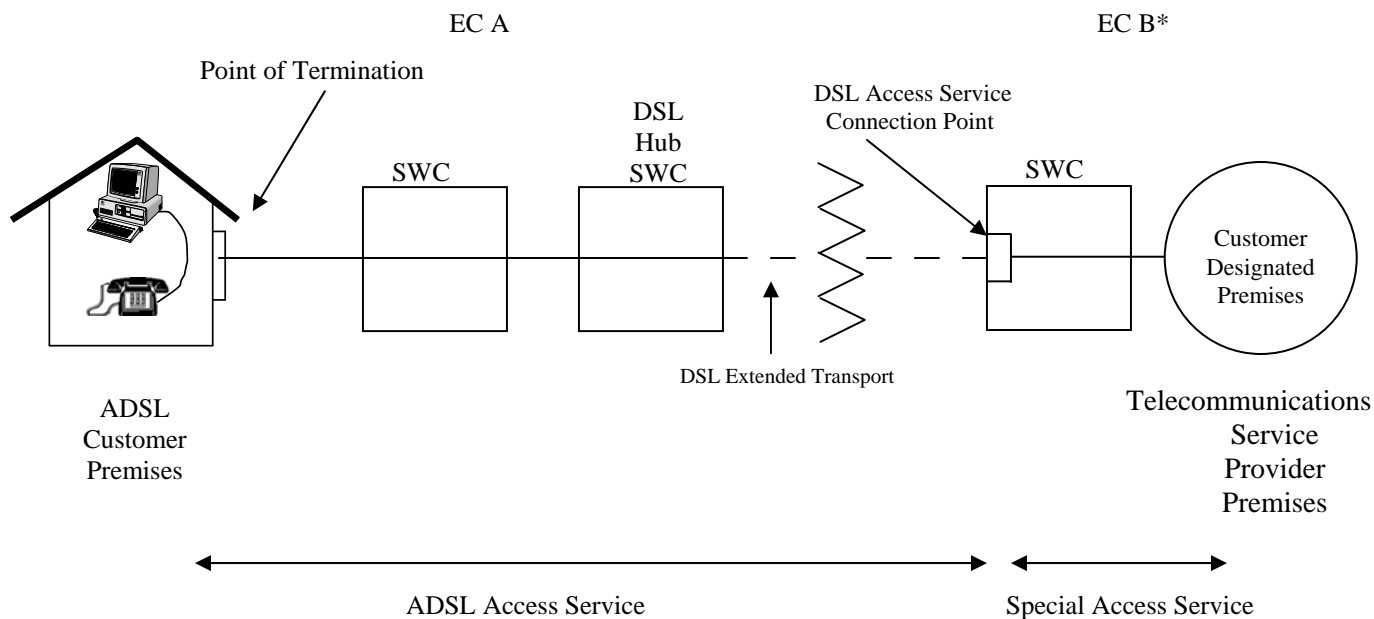 EC A
EC B*
Point of Termination
DSL Access Service
Connection Point
DSL
Hub
SWC
SWC
SWC
Customer
Designated
Premises
DSL Extended Transport
ADSL
Customer
Premises
Telecommunications
Service
Provider
Premises
ADSL Access Service
Special Access Service